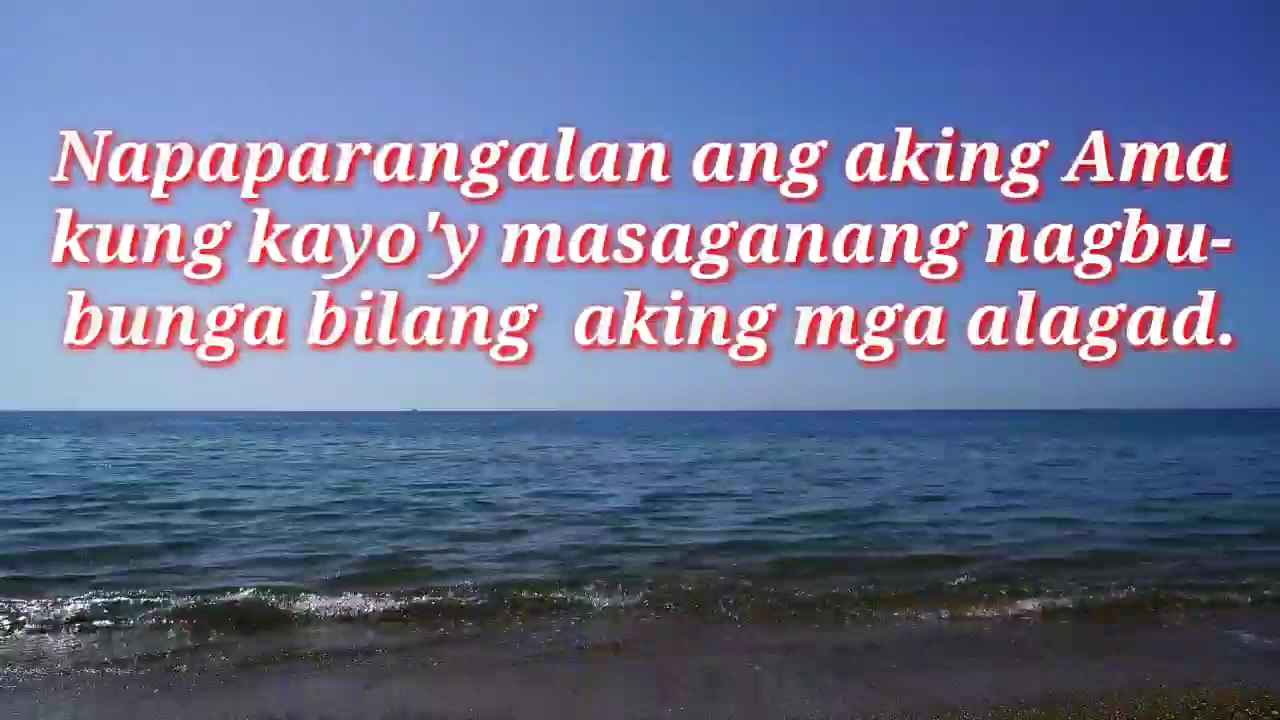 Napaparangalan ang aking Ama
kung kayo'y masaganang nagbu-
bunga bilang  aking mga alagad.